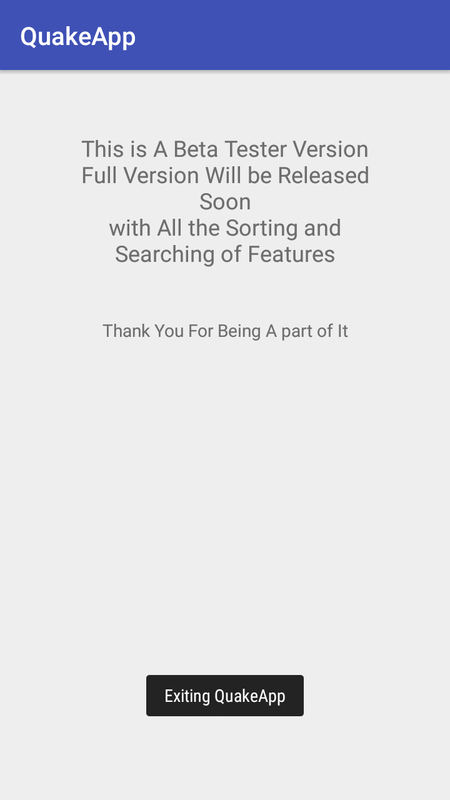 QuakeApp
This is A Beta Tester Version
Full Version Will be Released
Soon
with All the Sorting and
Searching of Features
Thank You For Being A part of It
Exiting QuakeApp